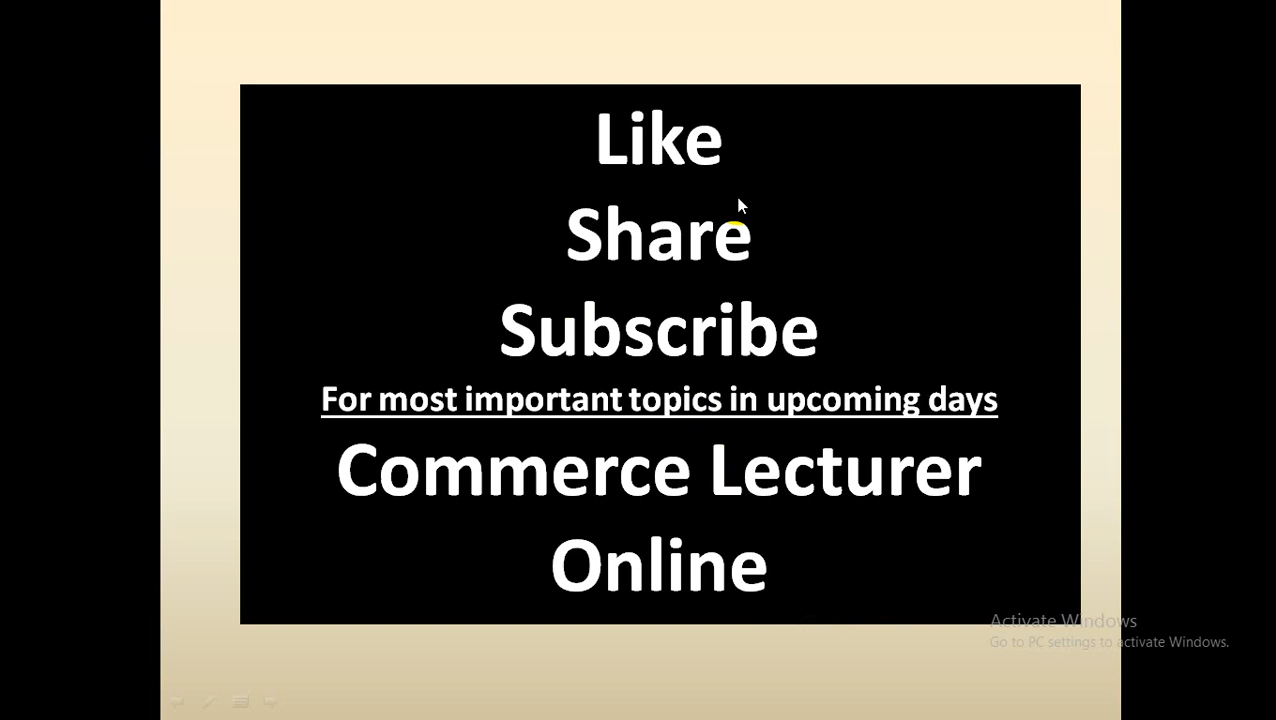 Like
Share
Subscribe
For most important topics in upcoming days
Commerce Lecturer
Online
Activate Windows
Go to PC settings to activate Windows.